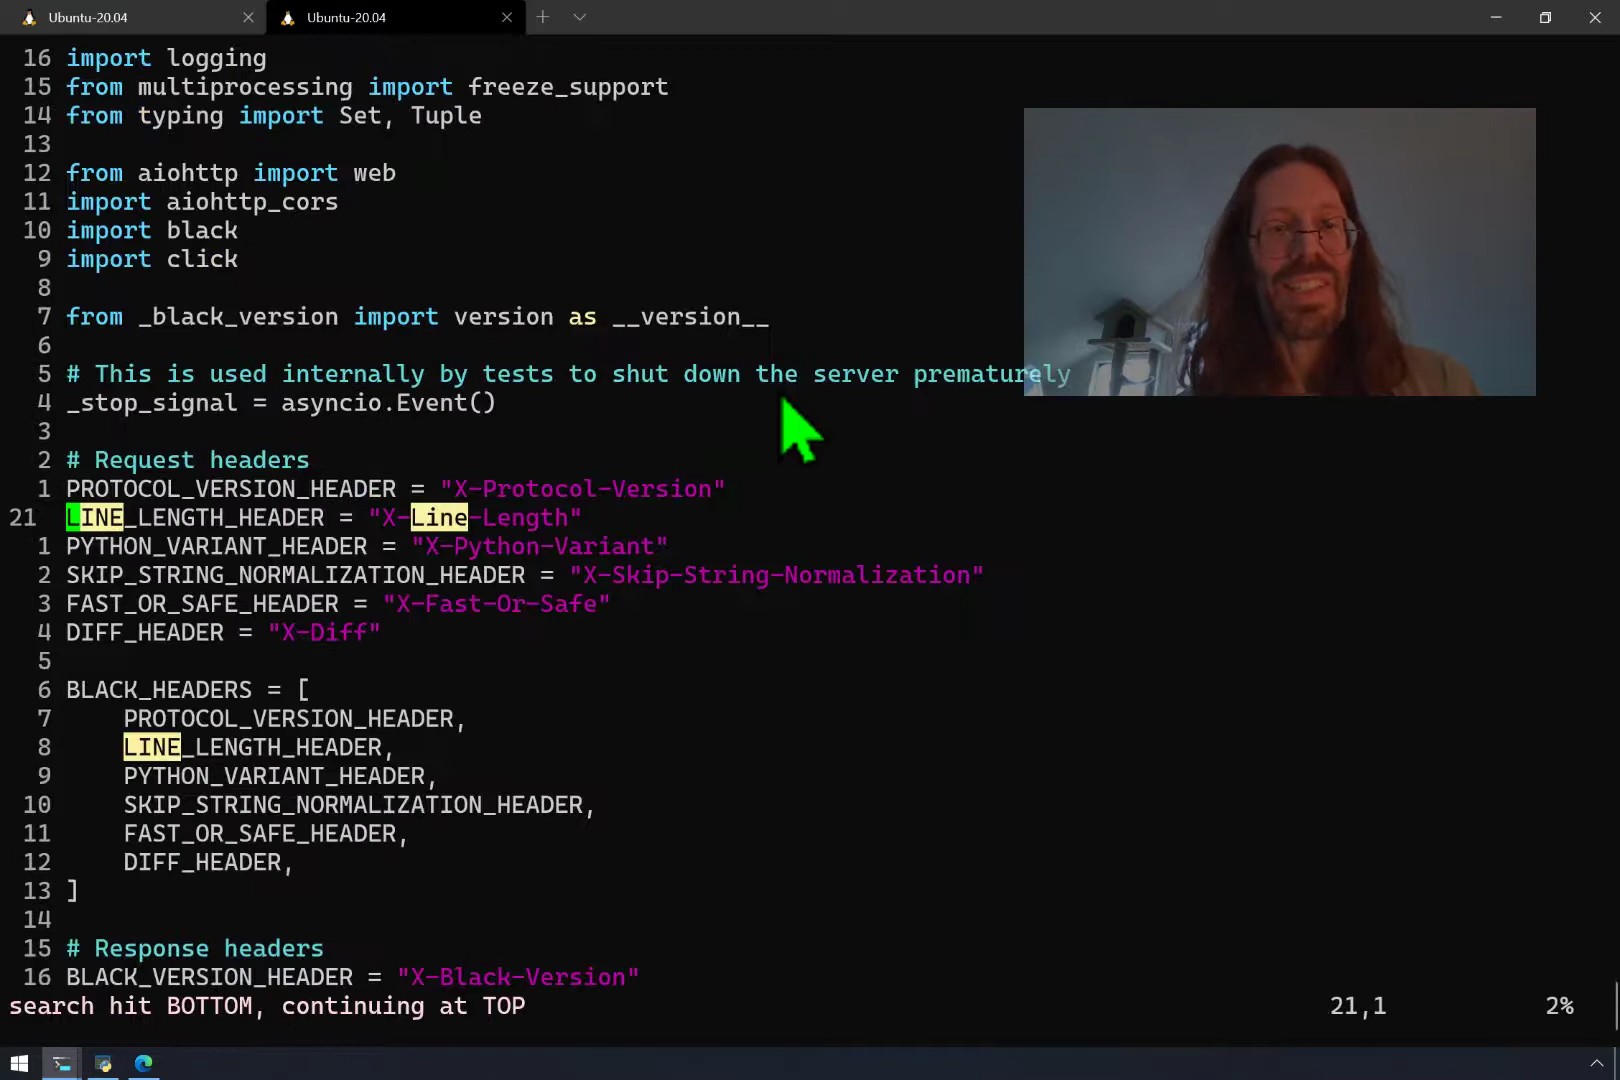 Ubuntu-20.04
Ubuntu-20.04
16 import logging
15 from multiprocessing import freeze_support
14 from typing import Set, Tuple
13
12 from aiohttp import web
11 import aiohttp_cors
10 import black
9 import click
8
7 from _black_version import version as __version__
6
5 # This is used internally by tests to shut down the server prematurely
4 _stop_signal = asyncio.Event()
3
2 # Request headers
1 PROTOCOL_VERSION_HEADER = "X-Protocol-Version"
21 LINE_LENGTH_HEADER = "X-Line-Length"
1 PYTHON_VARIANT_HEADER = "X-Python-Variant"
2 SKIP_STRING_NORMALIZATION_HEADER = "X-Skip-String-Normalization"
3 FAST_OR_SAFE_HEADER = "X-Fast-Or-Safe"
4 DIFF_HEADER = "X-Diff"
5
6 BLACK_HEADERS = [
7     PROTOCOL_VERSION_HEADER,
8     LINE_LENGTH_HEADER,
9     PYTHON_VARIANT_HEADER,
10     SKIP_STRING_NORMALIZATION_HEADER,
11     FAST_OR_SAFE_HEADER,
12     DIFF_HEADER,
13 ]
14
15 # Response headers
16 BLACK_VERSION_HEADER = "X-Black-Version"
search hit BOTTOM, continuing at TOP 21,1 2%